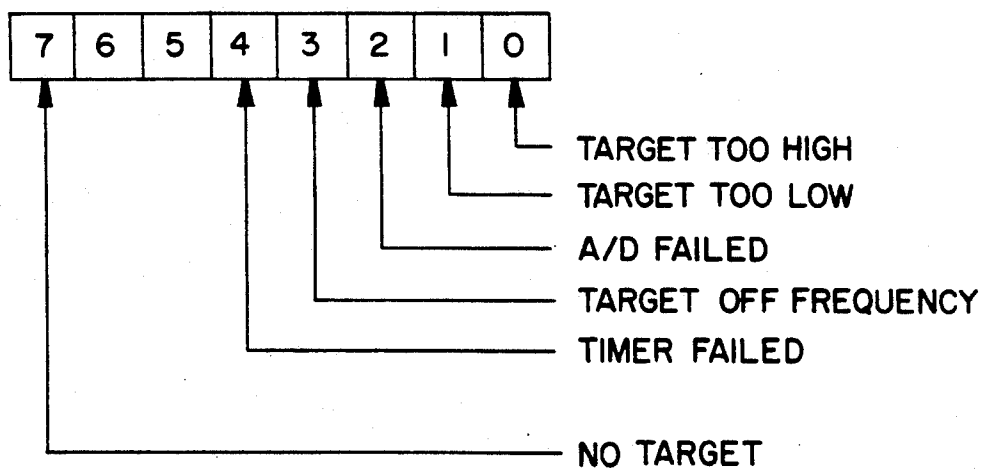 7 6 5 4 3 2 1 0
TARGET TOO HIGH
TARGET TOO LOW
A/D FAILED
TARGET OFF FREQUENCY
TIMER FAILED
NO TARGET